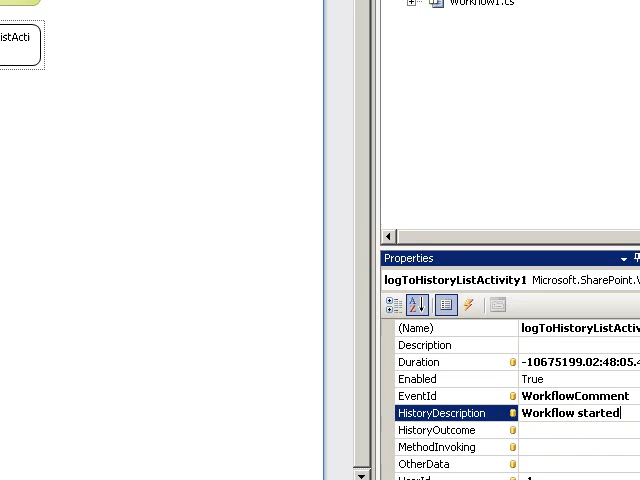 Workflow1.cs
istActi
Properties
logToHistoryListActivity1 Microsoft.SharePoint.
(Name) logToHistoryListActiv
Description
Duration -10675199.02:48:05.4
Enabled True
EventId WorkflowComment
HistoryDescription Workflow started
HistoryOutcome
MethodInvoking
OtherData